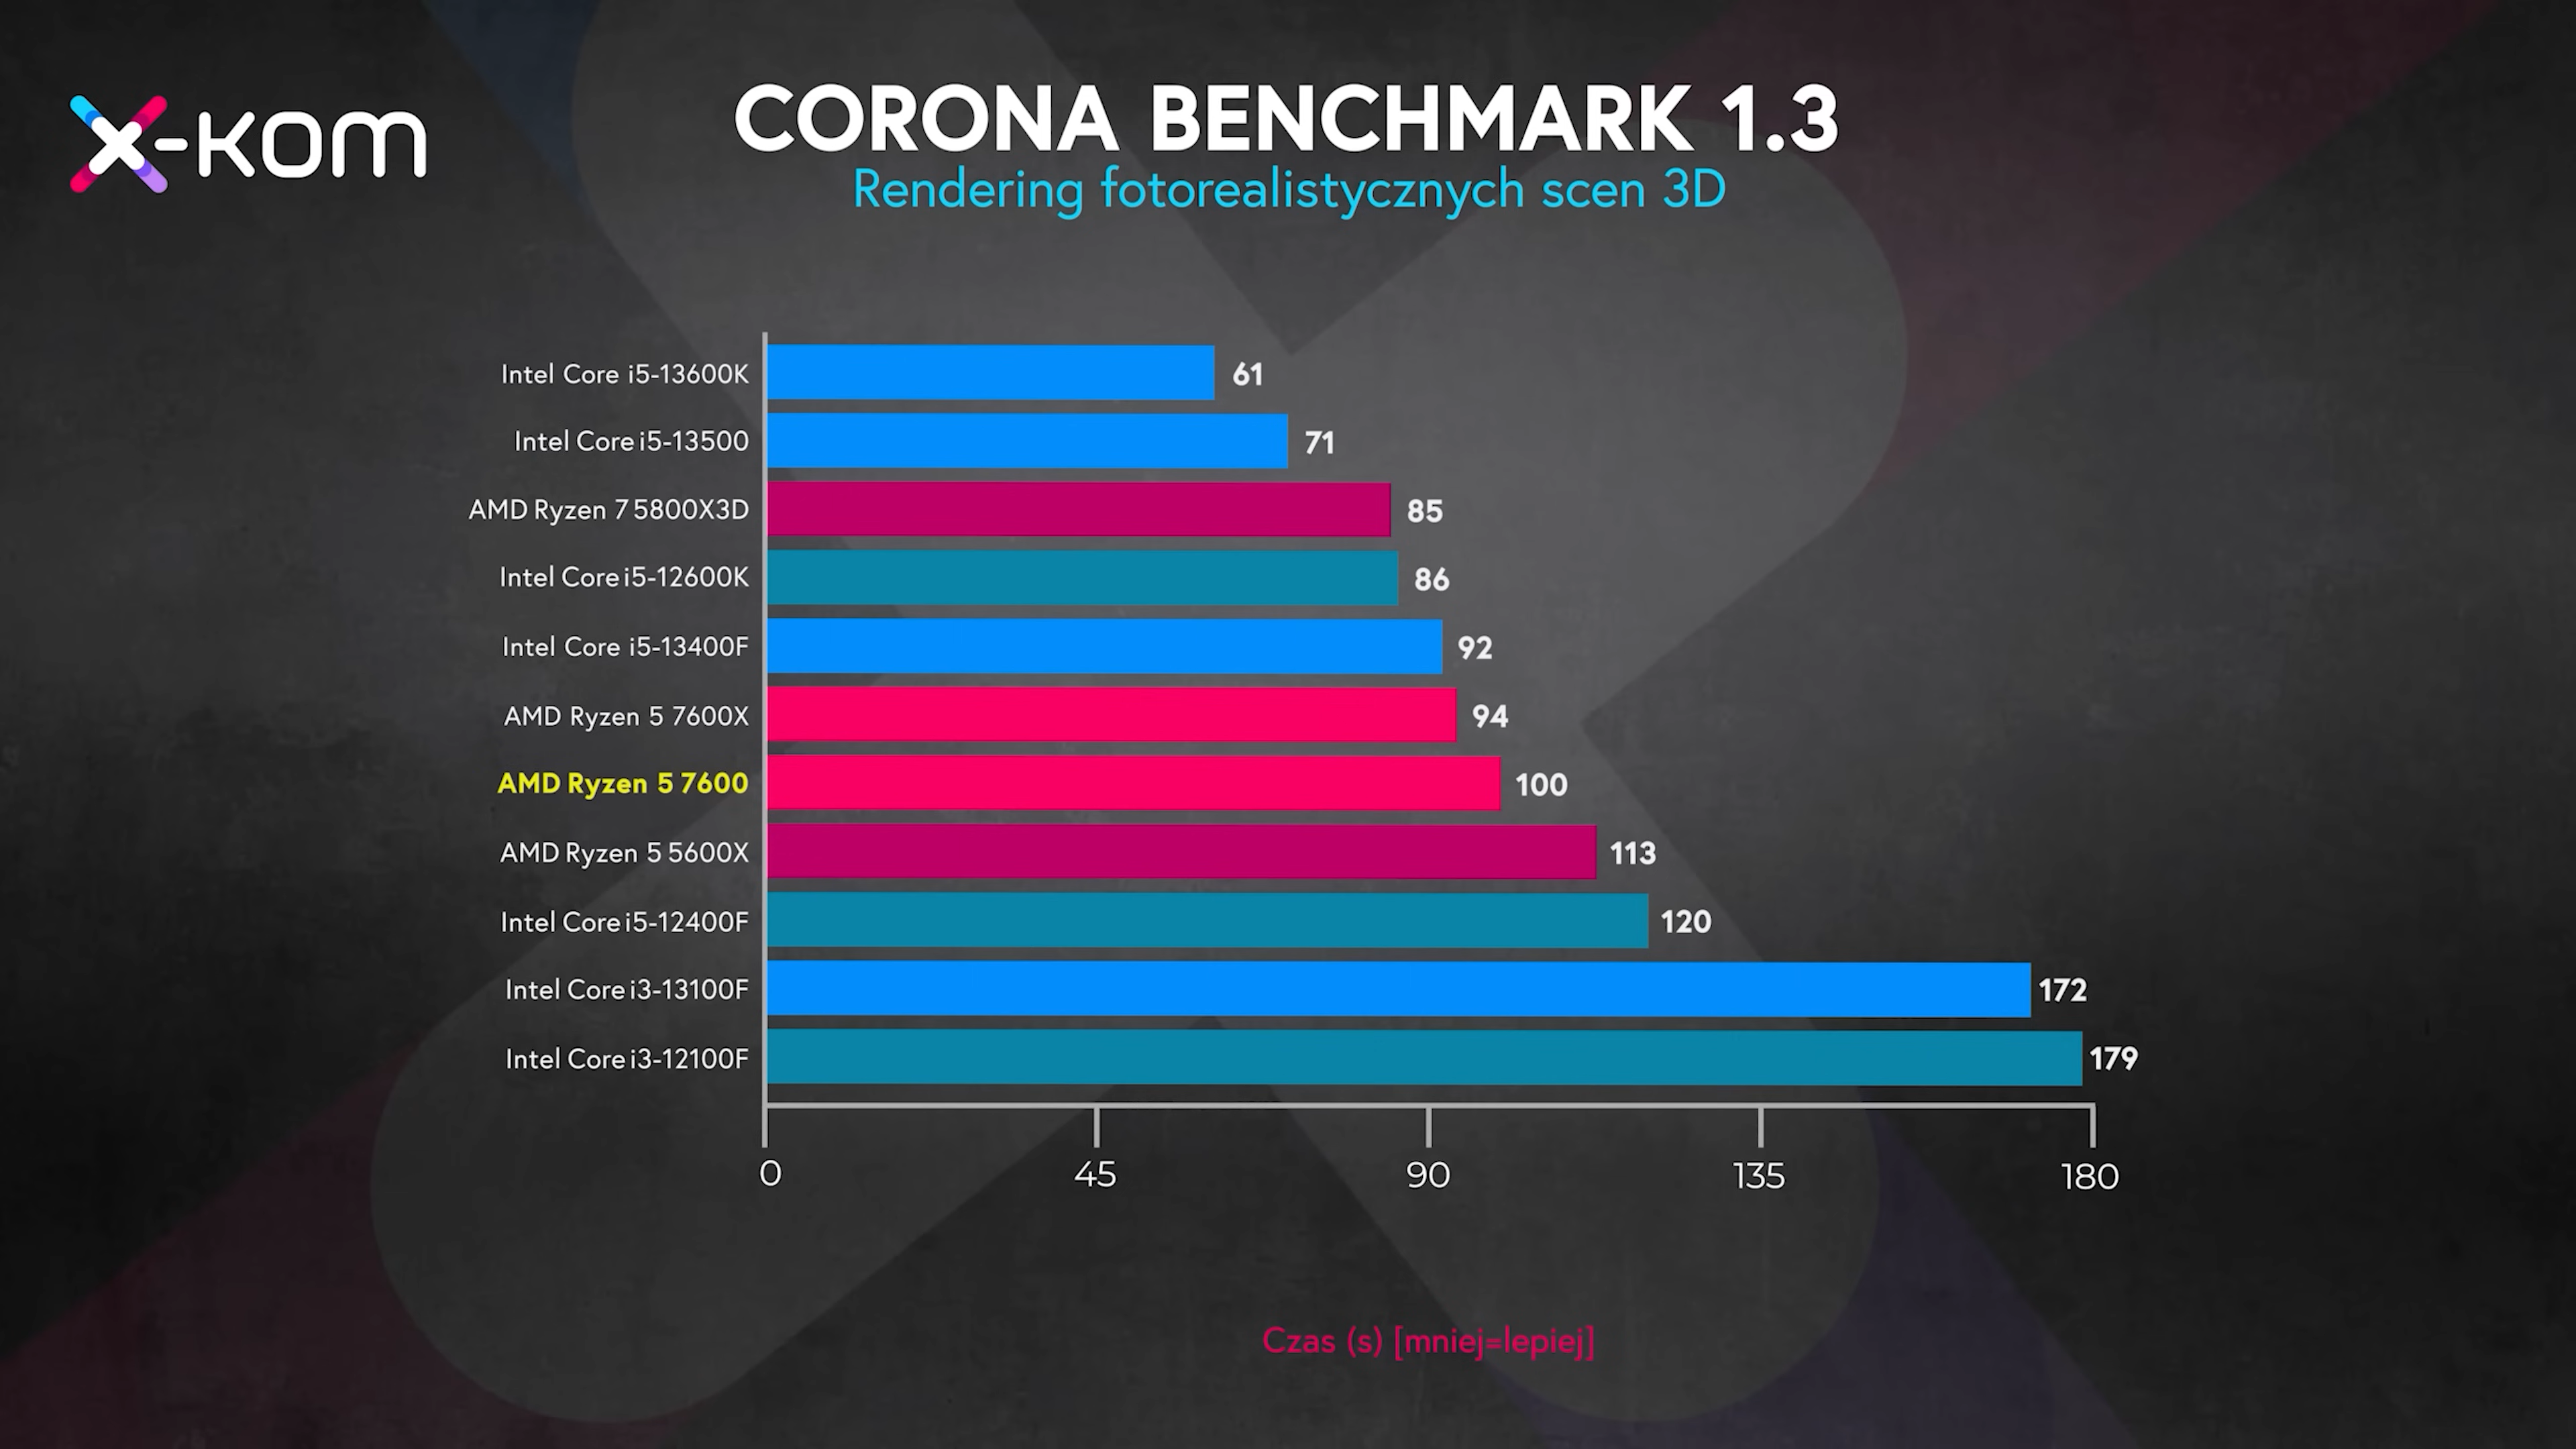 x-kom
CORONA BENCHMARK 1.3
Rendering fotorealistycznych scen 3D
Intel Core i5-13600K 61
Intel Core i5-13500 71
AMD Ryzen 7 5800X3D 85
Intel Core i5-12600K 86
Intel Core i5-13400F 92
AMD Ryzen 5 7600X 94
AMD Ryzen 5 7600 100
AMD Ryzen 5 5600X 113
Intel Core i5-12400F 120
Intel Core i3-13100F 172
Intel Core i3-12100F 179
0 45 90 135 180
Czas (s) [mniej=lepiej]